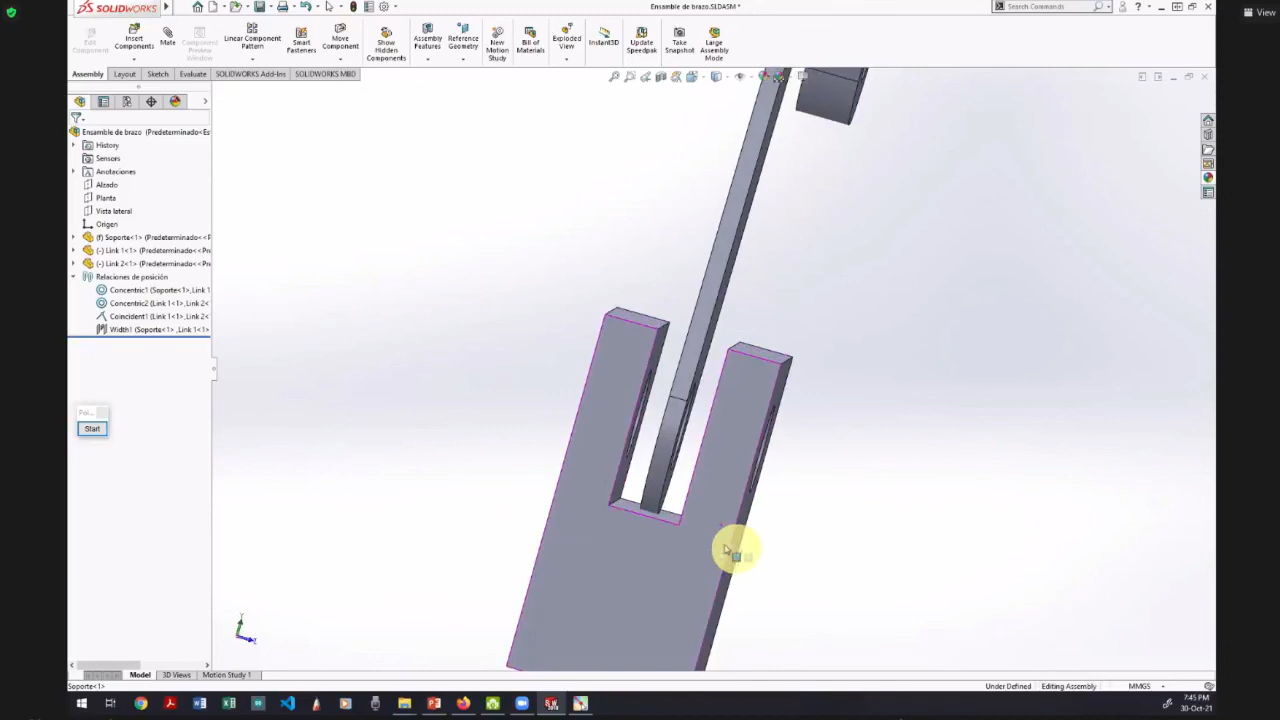 SOLIDWORKS
Ensamble de brazo.SLDASM *
Search Commands
View
Edit Component
Insert Components
Mate
Component Preview Window
Linear Component Pattern
Smart Fasteners
Move Component
Show Hidden Components
Assembly Features
Reference Geometry
New Motion Study
Bill of Materials
Exploded View
Instant3D
Update Speedpak
Take Snapshot
Large Assembly Mode
Assembly
Layout
Sketch
Evaluate
SOLIDWORKS Add-Ins
SOLIDWORKS MBD
Ensamble de brazo (Predeterminado<Es
History
Sensors
Anotaciones
Alzado
Planta
Vista lateral
Origen
(f) Soporte<1> (Predeterminado<<P
(-) Link 1<1> (Predeterminado<<Pr
(-) Link 2<1> (Predeterminado<<Pr
Relaciones de posición
Concentric1 (Soporte<1>,Link 1
Concentric2 (Link 1<1>,Link 2<
Coincident1 (Link 1<1>,Link 2<
Width1 (Soporte<1> ,Link 1<1>
Poi...
Start
Y
Z
Model
3D Views
Motion Study 1
Soporte<1>
Under Defined
Editing Assembly
MMGS
7:45 PM
30-Oct-21